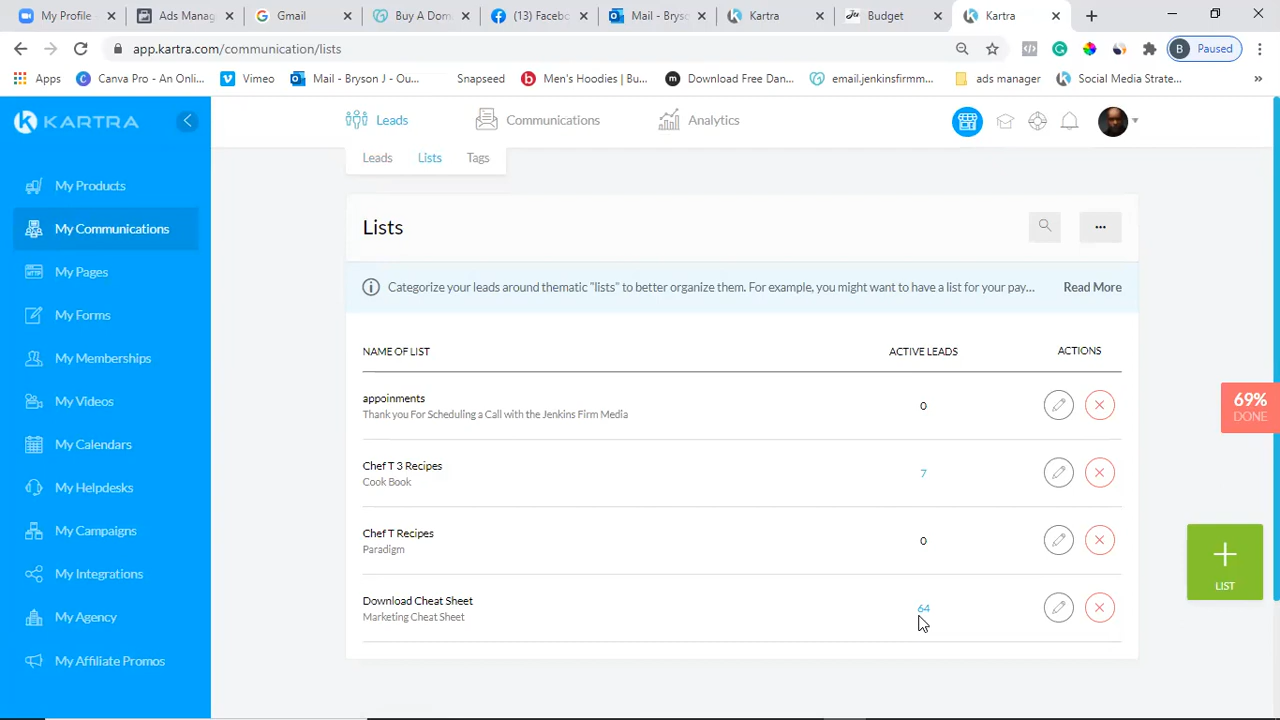 My Profile
Ads Manag
Gmail
Buy A Dom
(13) Facebo
Mail - Bryso
Kartra
Budget
Kartra
app.kartra.com/communication/lists
B Paused
Apps
Canva Pro - An Onli...
Vimeo
Mail - Bryson J - Ou...
Snapseed
Men's Hoodies | Bu...
Download Free Dan...
email.jenkinsfirmm...
ads manager
Social Media Strate...
»
KARTRA
Leads
Communications
Analytics
Leads
Lists
Tags
My Products
My Communications
My Pages
My Forms
My Memberships
My Videos
My Calendars
My Helpdesks
My Campaigns
My Integrations
My Agency
My Affiliate Promos
Lists
Categorize your leads around thematic "lists" to better organize them. For example, you might want to have a list for your pay...
Read More
NAME OF LIST
ACTIVE LEADS
ACTIONS
appoinments
Thank you For Scheduling a Call with the Jenkins Firm Media
0
Chef T 3 Recipes
Cook Book
7
Chef T Recipes
Paradigm
0
Download Cheat Sheet
Marketing Cheat Sheet
64
69%
DONE
LIST